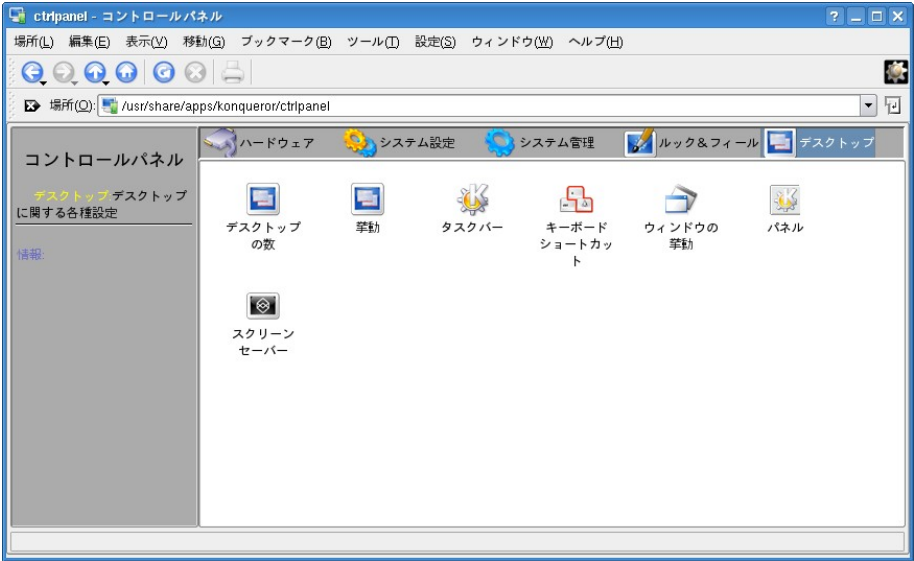 ctrlpanel - コントロールパネル
場所(L) 編集(E) 表示(V) 移動(G) ブックマーク(B) ツール(T) 設定(S) ウィンドウ(W) ヘルプ(H)
場所(O): /usr/share/apps/konqueror/ctrlpanel
ハードウェア システム設定 システム管理 ルック&フィール デスクトップ
コントロールパネル
デスクトップ:デスクトップ
に関する各種設定
情報:
デスクトップ
の数
挙動
タスクバー
キーボード
ショートカッ
ト
ウィンドウの
挙動
パネル
スクリーン
セーバー